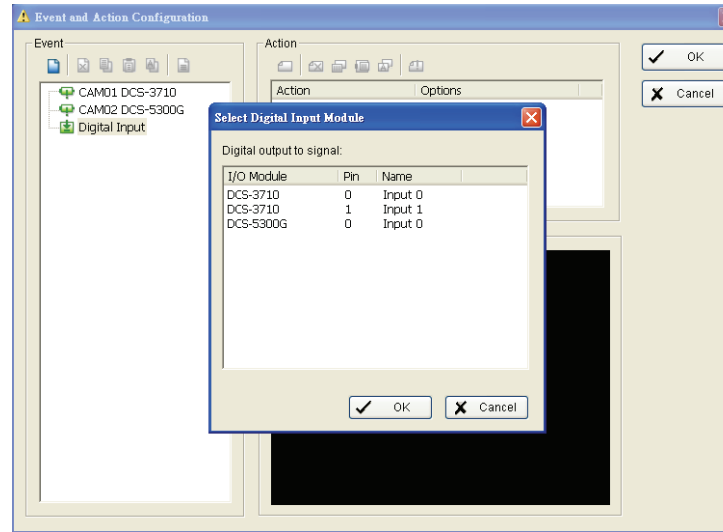 Event and Action Configuration
Event
Action
OK
Cancel
Action Options
CAM01 DCS-3710
CAM02 DCS-5300G
Digital Input
Select Digital Input Module
Digital output to signal:
I/O Module Pin Name
DCS-3710 0 Input 0
DCS-3710 1 Input 1
DCS-5300G 0 Input 0
OK Cancel